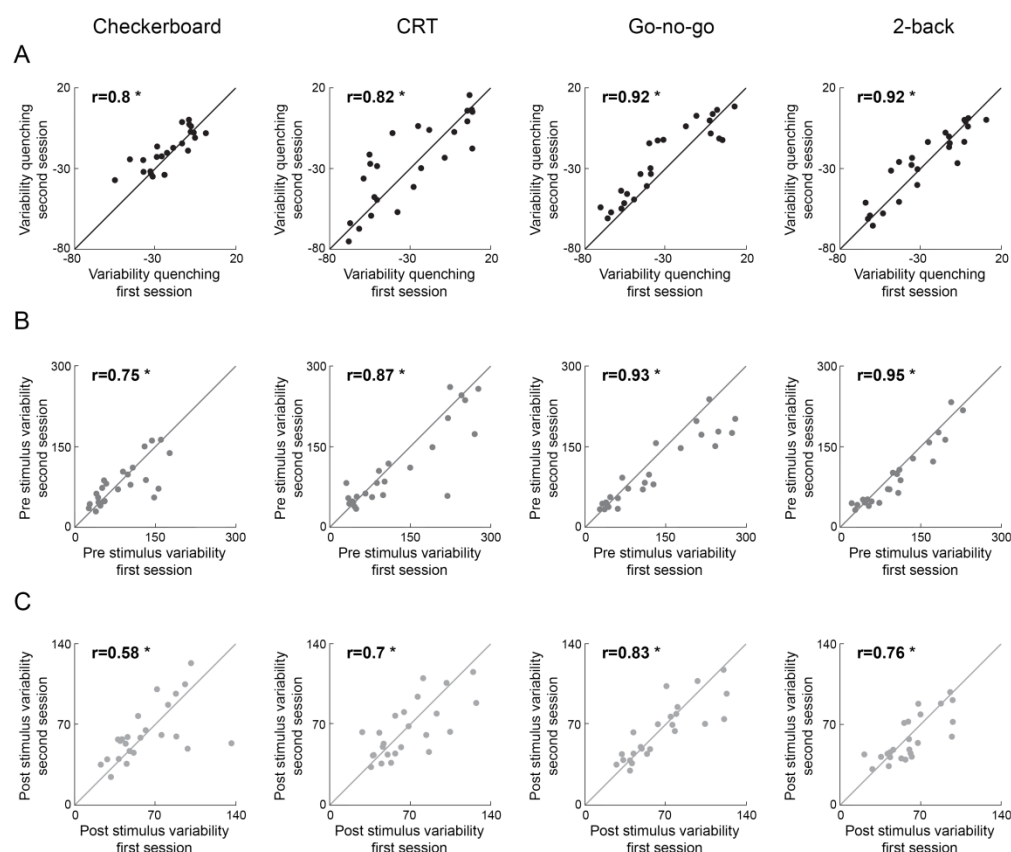 Checkerboard CRT Go-no-go 2-back
A
Variability quenching
second session
20
-30
-80
r=0.8 *
-80 -30 20
Variability quenching
first session
Variability quenching
second session
20
-30
-80
r=0.82 *
-80 -30 20
Variability quenching
first session
Variability quenching
second session
20
-30
-80
r=0.92 *
-80 -30 20
Variability quenching
first session
Variability quenching
second session
20
-30
-80
r=0.92 *
-80 -30 20
Variability quenching
first session
B
Pre stimulus variability
second session
300
150
0
r=0.75 *
0 150 300
Pre stimulus variability
first session
Pre stimulus variability
second session
300
150
0
r=0.87 *
0 150 300
Pre stimulus variability
first session
Pre stimulus variability
second session
300
150
0
r=0.93 *
0 150 300
Pre stimulus variability
first session
Pre stimulus variability
second session
300
150
0
r=0.95 *
0 150 300
Pre stimulus variability
first session
C
Post stimulus variability
second session
140
70
0
r=0.58 *
0 70 140
Post stimulus variability
first session
Post stimulus variability
second session
140
70
0
r=0.7 *
0 70 140
Post stimulus variability
first session
Post stimulus variability
second session
140
70
0
r=0.83 *
0 70 140
Post stimulus variability
first session
Post stimulus variability
second session
140
70
0
r=0.76 *
0 70 140
Post stimulus variability
first session